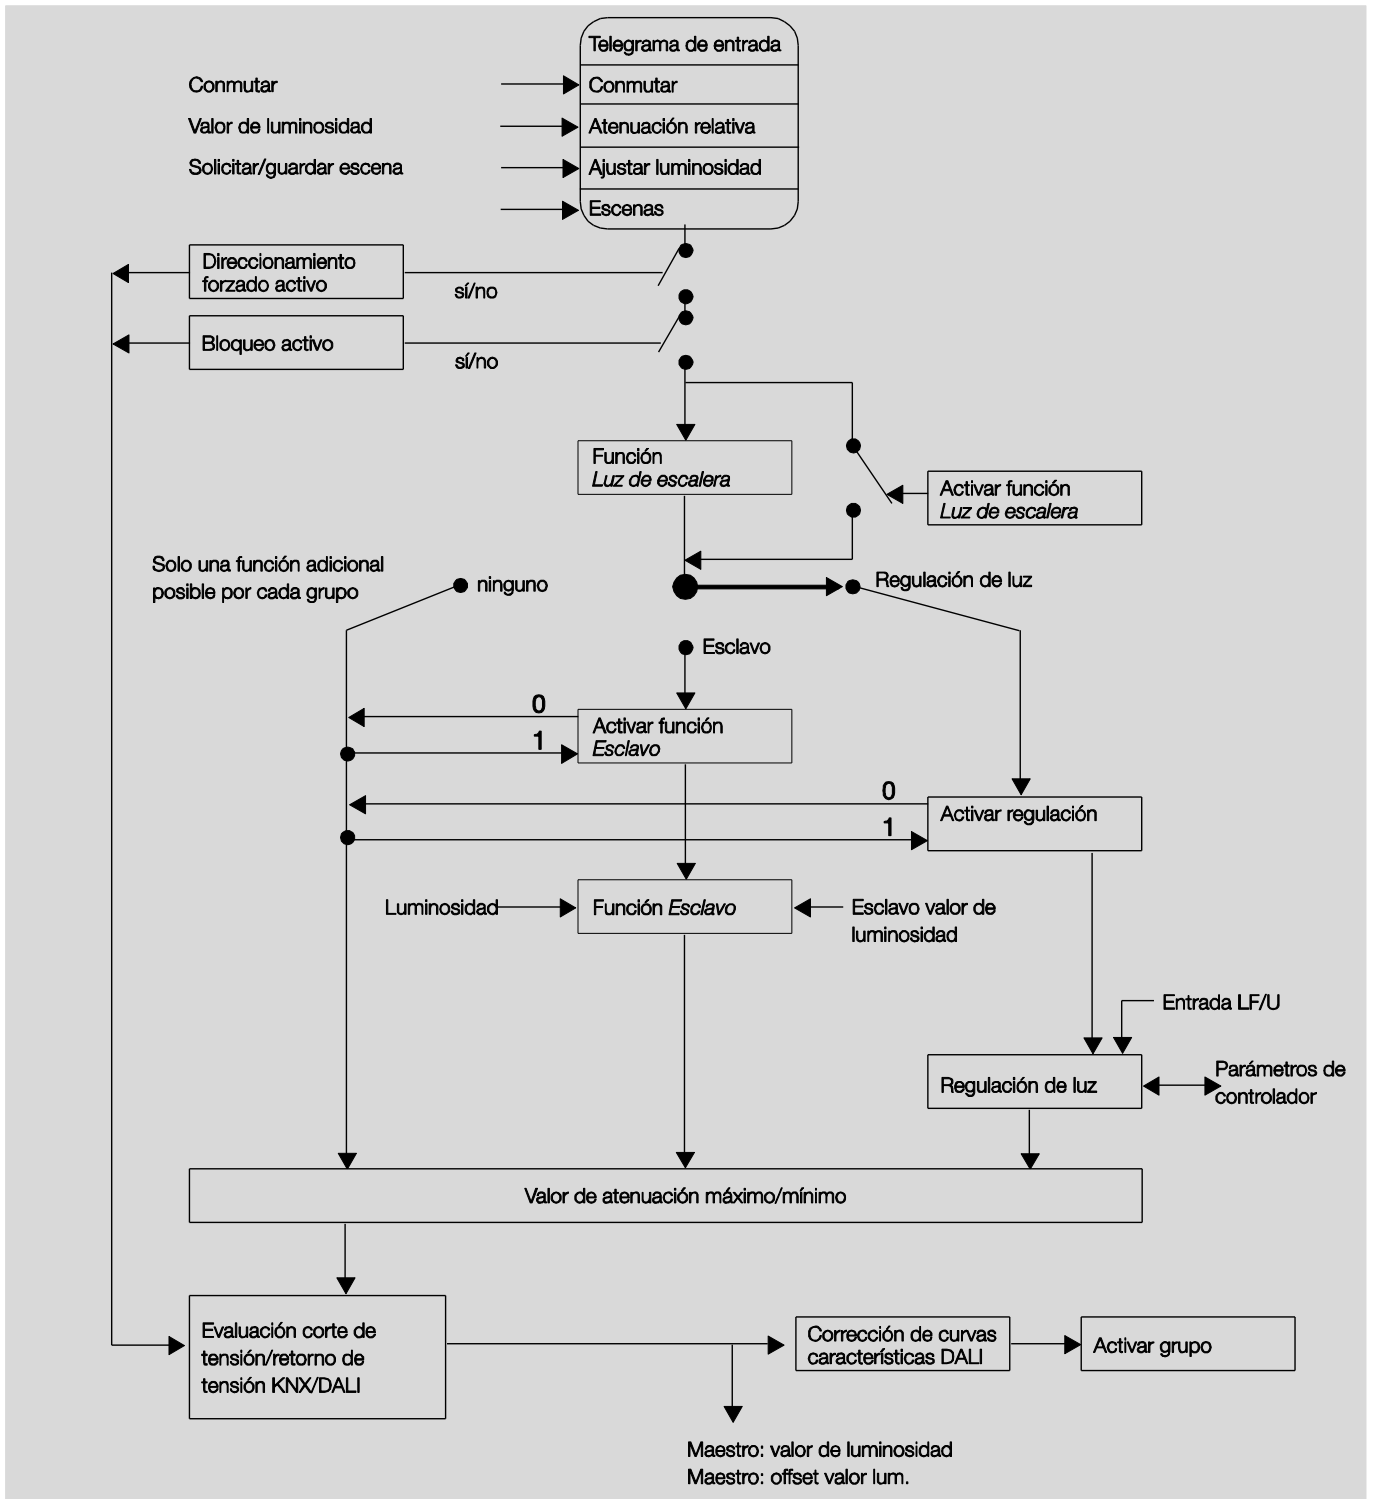 Telegrama de entrada
Conmutar
Conmutar
Valor de luminosidad
Atenuación relativa
Solicitar/guardar escena
Ajustar luminosidad
Escenas
Direccionamiento
forzado activo
sí/no
Bloqueo activo
sí/no
Función
Luz de escalera
Activar función
Luz de escalera
Solo una función adicional
posible por cada grupo
ninguno
Regulación de luz
Esclavo
0
1
Activar función
Esclavo
0
1
Activar regulación
Luminosidad
Función Esclavo
Esclavo valor de
luminosidad
Entrada LF/U
Regulación de luz
Parámetros de
controlador
Valor de atenuación máximo/mínimo
Evaluación corte de
tensión/retorno de
tensión KNX/DALI
Corrección de curvas
características DALI
Activar grupo
Maestro: valor de luminosidad
Maestro: offset valor lum.